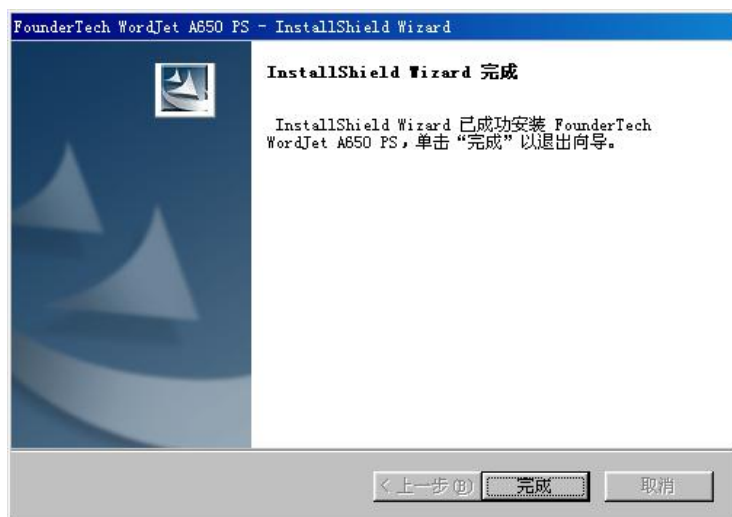 FounderTech WordJet A650 PS - InstallShield Wizard
InstallShield Wizard 完成
InstallShield Wizard 已成功安装 FounderTech
WordJet A650 PS，单击“完成”以退出向导。
< 上一步(B) 完成 取消